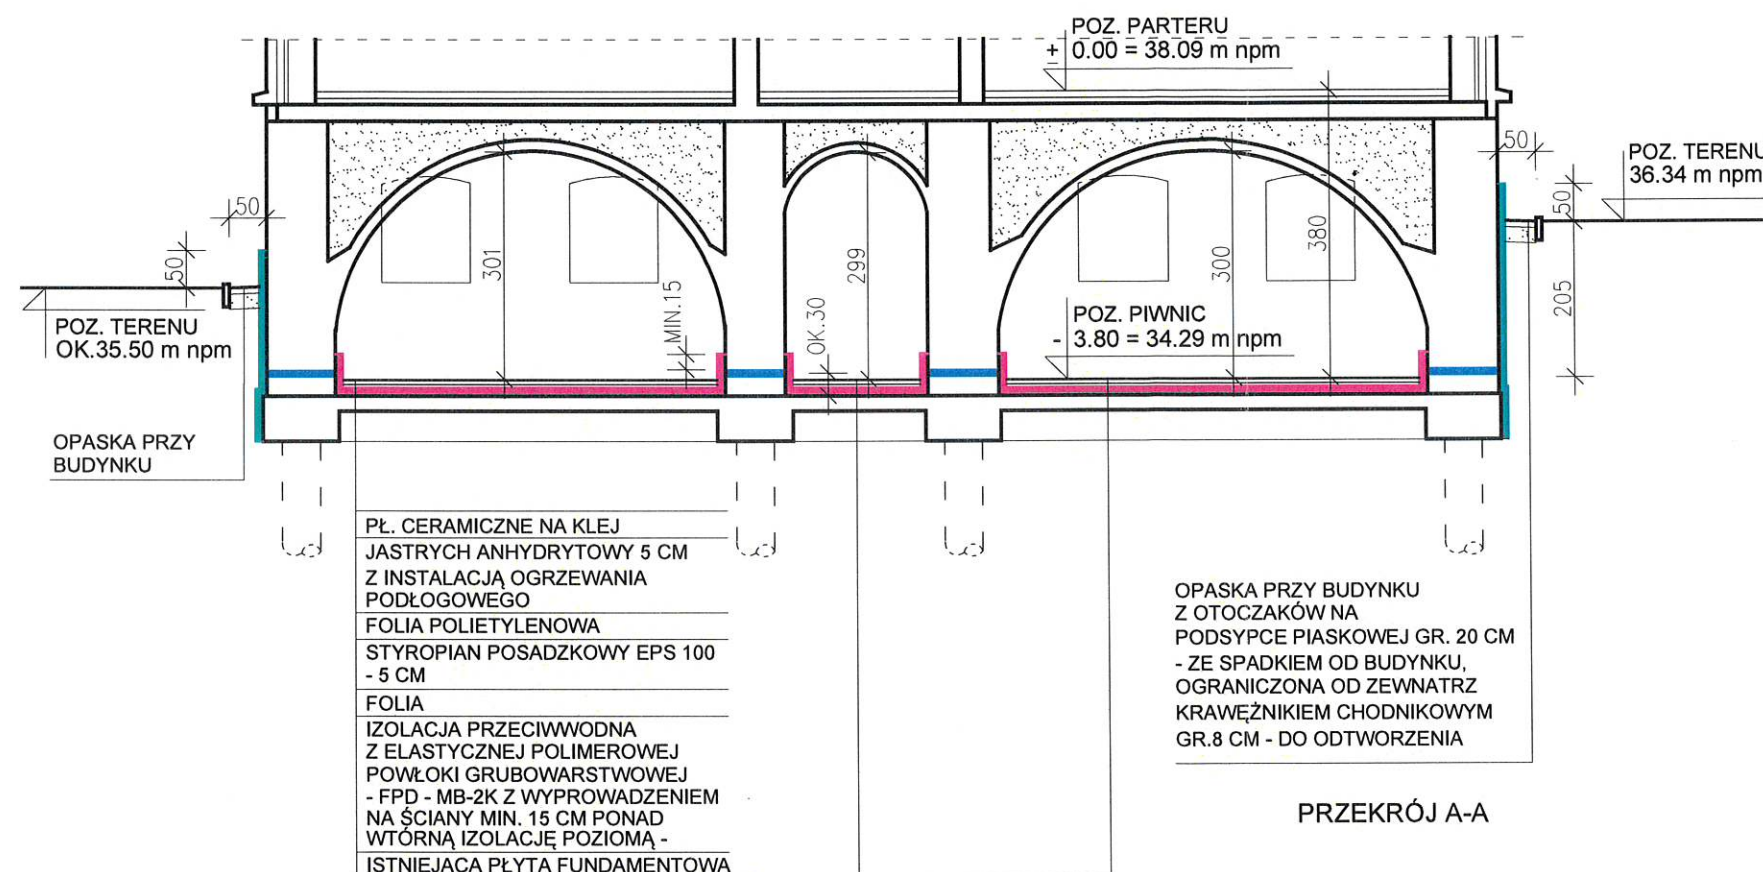 POZ. PARTERU
± 0.00 = 38.09 m npm
50
POZ. TERENU
36.34 m npm
50
50
50
301
299
300
380
205
MIN.15
OK.30
POZ. PIWNIC
- 3.80 = 34.29 m npm
POZ. TERENU
OK.35.50 m npm
OPASKA PRZY
BUDYNKU
PŁ. CERAMICZNE NA KLEJ
JASTRYCH ANHYDRYTOWY 5 CM
Z INSTALACJĄ OGRZEWANIA
PODŁOGOWEGO
FOLIA POLIETYLENOWA
STYROPIAN POSADZKOWY EPS 100
- 5 CM
FOLIA
IZOLACJA PRZECIWWODNA
Z ELASTYCZNEJ POLIMEROWEJ
POWŁOKI GRUBOWARSTWOWEJ
- FPD - MB-2K Z WYPROWADZENIEM
NA ŚCIANY MIN. 15 CM PONAD
WTÓRNĄ IZOLACJĘ POZIOMĄ -
ISTNIEJĄCA PŁYTA FUNDAMENTOWA
OPASKA PRZY BUDYNKU
Z OTOCZAKÓW NA
PODSYPCE PIASKOWEJ GR. 20 CM
- ZE SPADKIEM OD BUDYNKU,
OGRANICZONA OD ZEWNATRZ
KRAWĘŻNIKIEM CHODNIKOWYM
GR.8 CM - DO ODTWORZENIA
PRZEKRÓJ A-A